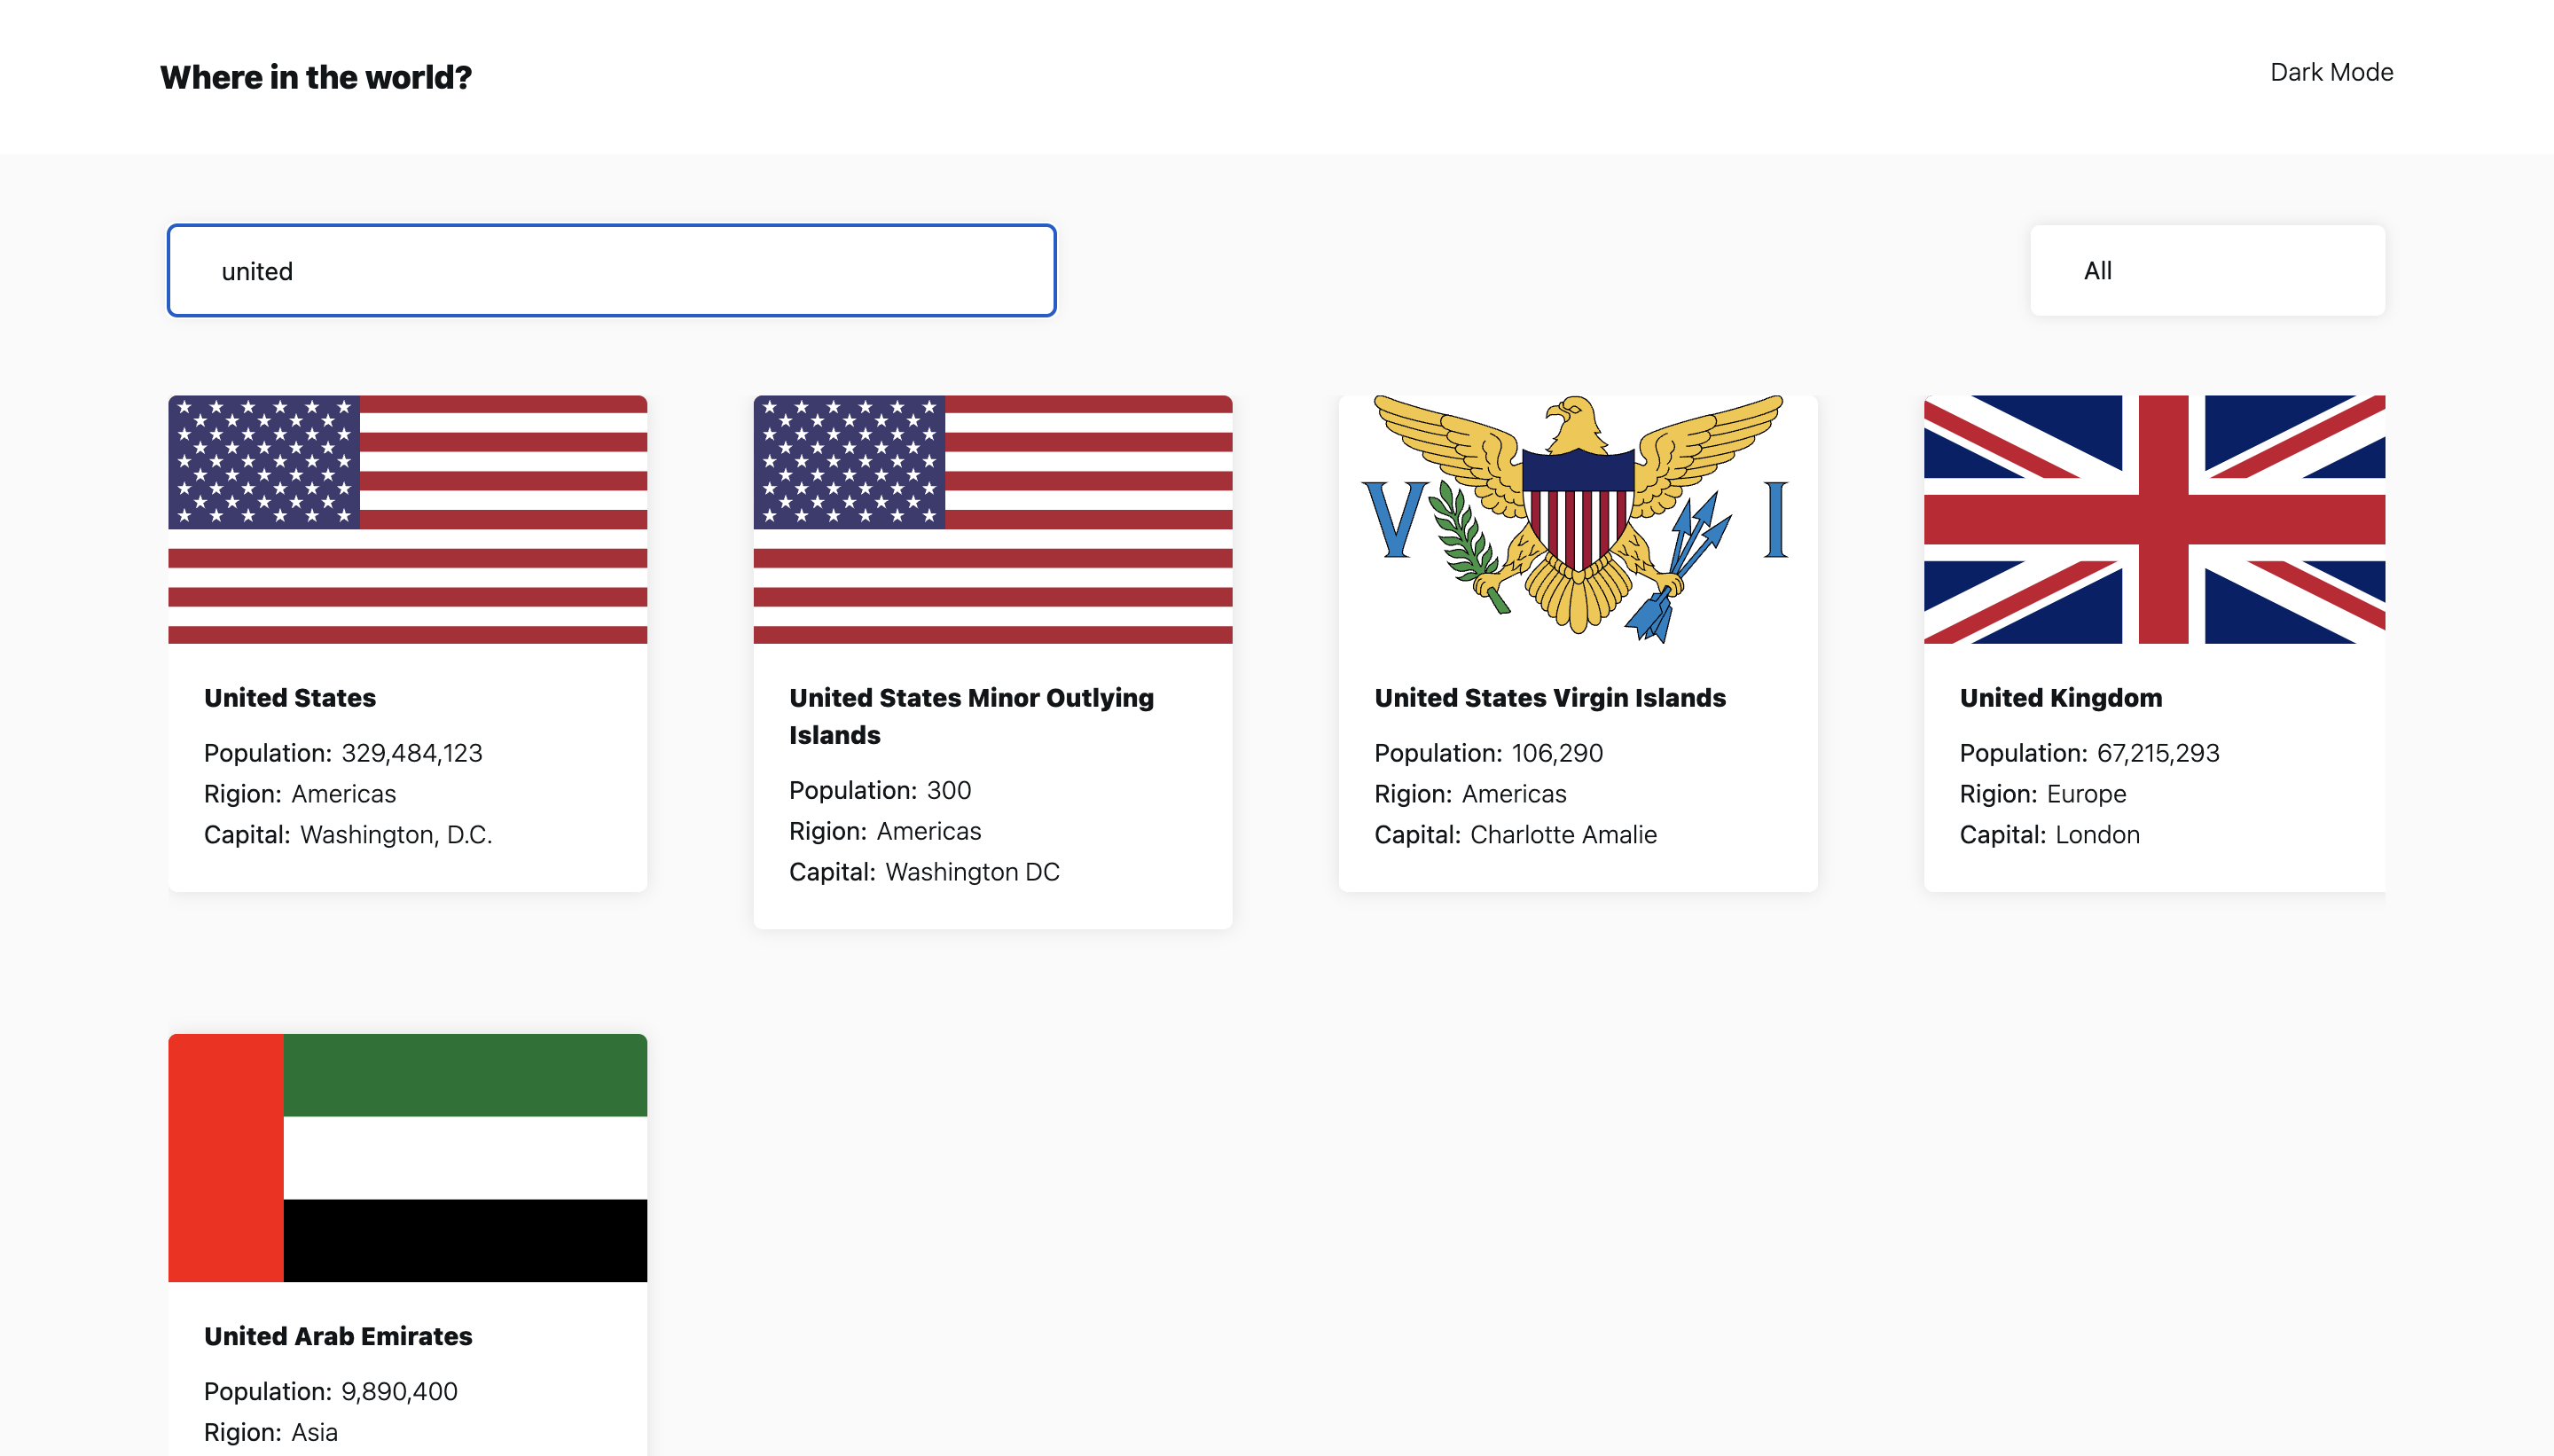 Where in the world?
Dark Mode
united
All
V I
United States
Population: 329,484,123
Rigion: Americas
Capital: Washington, D.C.
United States Minor Outlying
Islands
Population: 300
Rigion: Americas
Capital: Washington DC
United States Virgin Islands
Population: 106,290
Rigion: Americas
Capital: Charlotte Amalie
United Kingdom
Population: 67,215,293
Rigion: Europe
Capital: London
United Arab Emirates
Population: 9,890,400
Rigion: Asia